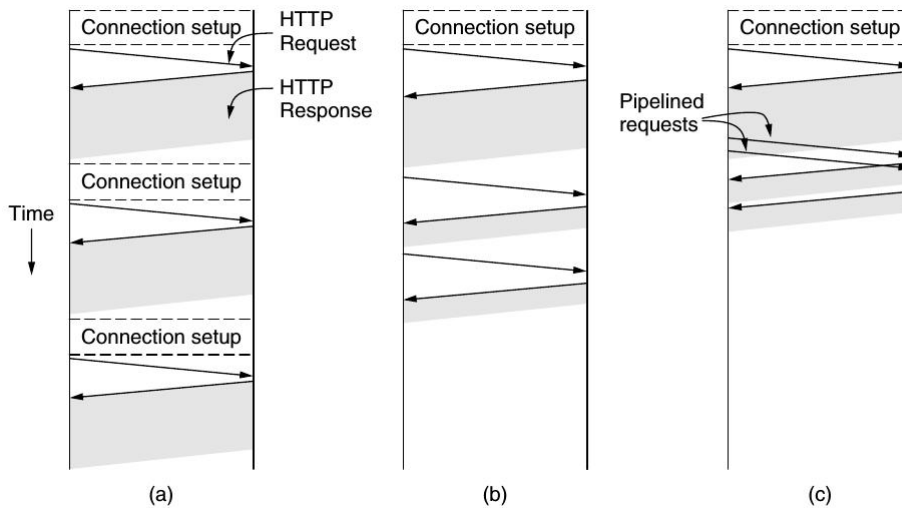 Connection setup
HTTP
Request
HTTP
Response
Connection setup
Time
Connection setup
(a)
Connection setup
(b)
Connection setup
Pipelined
requests
(c)